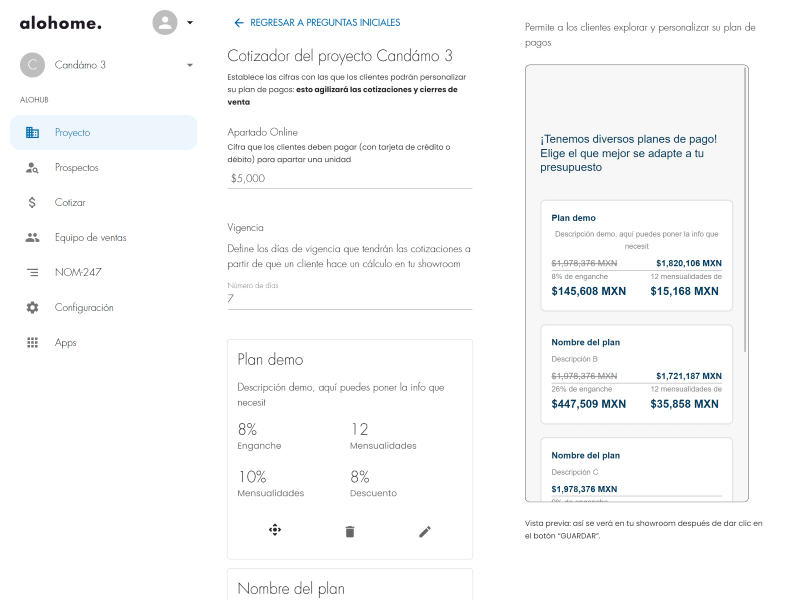 alohome.
C
Candámo 3
ALOHUB
Proyecto
Prospectos
Cotizar
Equipo de ventas
NOM-247
Configuración
Apps
REGRESAR A PREGUNTAS INICIALES
Cotizador del proyecto Candámo 3
Establece las cifras con las que los clientes podrán personalizar
su plan de pagos: esto agilizará las cotizaciones y cierres de
venta
Apartado Online
Cifra que los clientes deben pagar (con tarjeta de crédito o
débito) para apartar una unidad
$5,000
Vigencia
Define los días de vigencia que tendrán las cotizaciones a
partir de que un cliente hace un cálculo en tu showroom
Número de días
7
Plan demo
Descripción demo, aquí puedes poner la info que
necesit
8%
Enganche
12
Mensualidades
10%
Mensualidades
8%
Descuento
Nombre del plan
Permite a los clientes explorar y personalizar su plan de
pagos
¡Tenemos diversos planes de pago!
Elige el que mejor se adapte a tu
presupuesto
Plan demo
Descripción demo, aquí puedes poner la info que
necesit
$1,978,376 MXN $1,820,106 MXN
8% de enganche 12 mensualidades de
$145,608 MXN $15,168 MXN
Nombre del plan
Descripción B
$1,978,376 MXN $1,721,187 MXN
26% de enganche 12 mensualidades de
$447,509 MXN $35,858 MXN
Nombre del plan
Descripción C
$1,978,376 MXN
Vista previa: así se verá en tu showroom después de dar clic en
el botón “GUARDAR”.